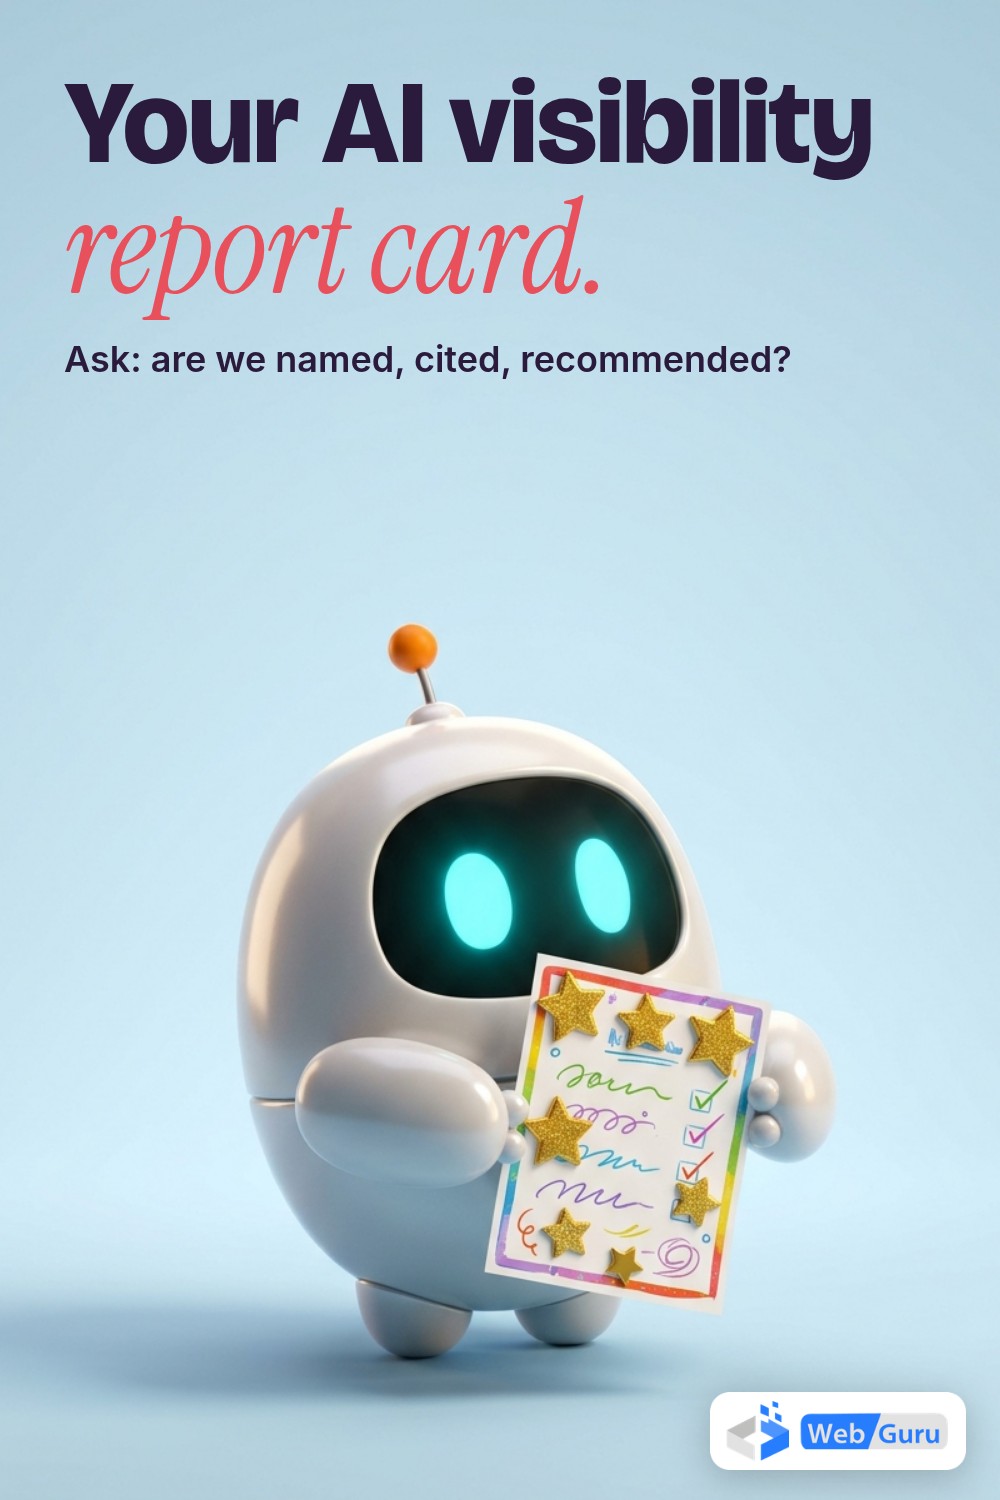 Your AI visibility
report card.
Ask: are we named, cited, recommended?
Web Guru